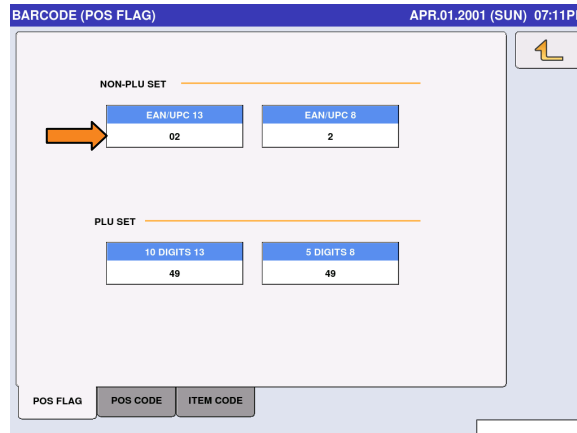 BARCODE (POS FLAG) APR.01.2001 (SUN) 07:11P
NON-PLU SET
EAN/UPC 13 EAN/UPC 8
02 2
PLU SET
10 DIGITS 13 5 DIGITS 8
49 49
POS FLAG POS CODE ITEM CODE